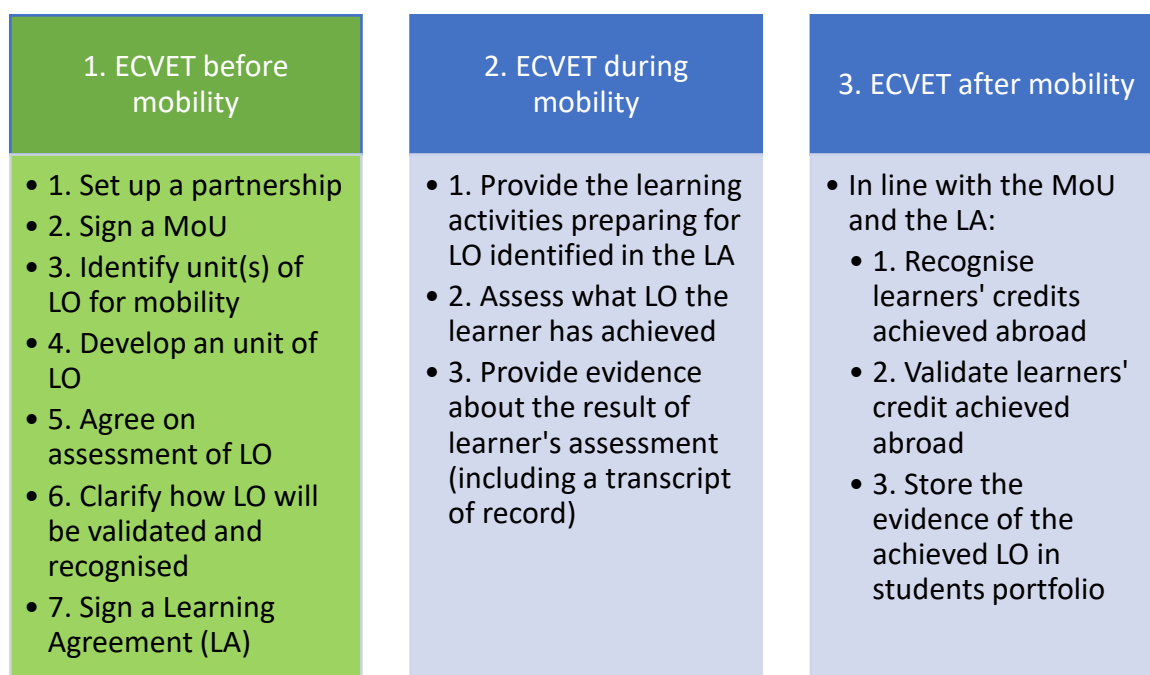 1. ECVET before
mobility
• 1. Set up a partnership
• 2. Sign a MoU
• 3. Identify unit(s) of
LO for mobility
• 4. Develop an unit of
LO
• 5. Agree on
assessment of LO
• 6. Clarify how LO will
be validated and
recognised
• 7. Sign a Learning
Agreement (LA)
2. ECVET during
mobility
• 1. Provide the learning
activities preparing for
LO identified in the LA
• 2. Assess what LO the
learner has achieved
• 3. Provide evidence
about the result of
learner's assessment
(including a transcript
of record)
3. ECVET after mobility
• In line with the MoU
and the LA:
• 1. Recognise
learners' credits
achieved abroad
• 2. Validate learners'
credit achieved
abroad
• 3. Store the
evidence of the
achieved LO in
students portfolio